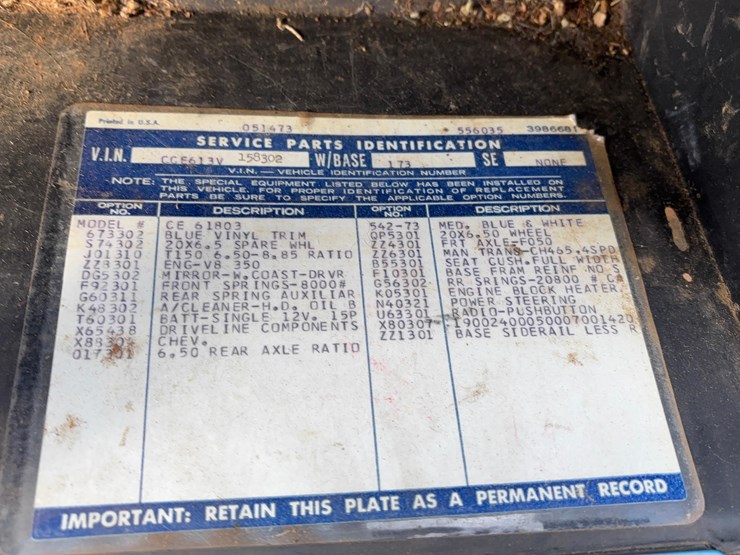 Printed in U.S.A.
051473 556035 3986681
SERVICE PARTS IDENTIFICATION
V.I.N. CCE613V 158302 W/BASE 173 SE NONE
V.I.N. — VEHICLE IDENTIFICATION NUMBER
NOTE: THE SPECIAL EQUIPMENT LISTED BELOW HAS BEEN INSTALLED ON
THIS VEHICLE. FOR PROPER IDENTIFICATION OF REPLACEMENT
PARTS BE SURE TO SPECIFY THE APPLICABLE OPTION NUMBERS.
OPTION NO. DESCRIPTION OPTION NO. DESCRIPTION
MODEL # CE 61803 542-73 MED. BLUE & WHITE
Z73302 BLUE VINYL TRIM QP5301 20X6.50 WHEEL
S74302 20X6.5 SPARE WHL ZZ4301 FRT AXLE-F050
J01310 T150 6.50-8.85 RATIO ZZ6301 MAN TRANS-CH465,4SPD
ZZ8301 ENG-V8 350 B55301 SEAT CUSH.FULL WIDTH
DG5302 MIRROR-W.COAST-DRVR F10301 BASE FRAM REINF NO S
F92301 FRONT SPRINGS-8000# G56302 RR SRINGS-20800 # CA
G60311 REAR SPRING AUXILIAR K05301 ENGINE BLOCK HEATER/
K48302 A/CLEANER-H.D. OIL B N40321 POWER STEERING
T60301 BATT-SINGLE 12V. 15P U63301 RADIO-PUSHBUTTON
X65438 DRIVELINE COMPONENTS X80307 19002400050007001420
CHEV. ZZ1301 BASE SIDERAIL LESS R
017301 6.50 REAR AXLE RATIO
IMPORTANT: RETAIN THIS PLATE AS A PERMANENT RECORD